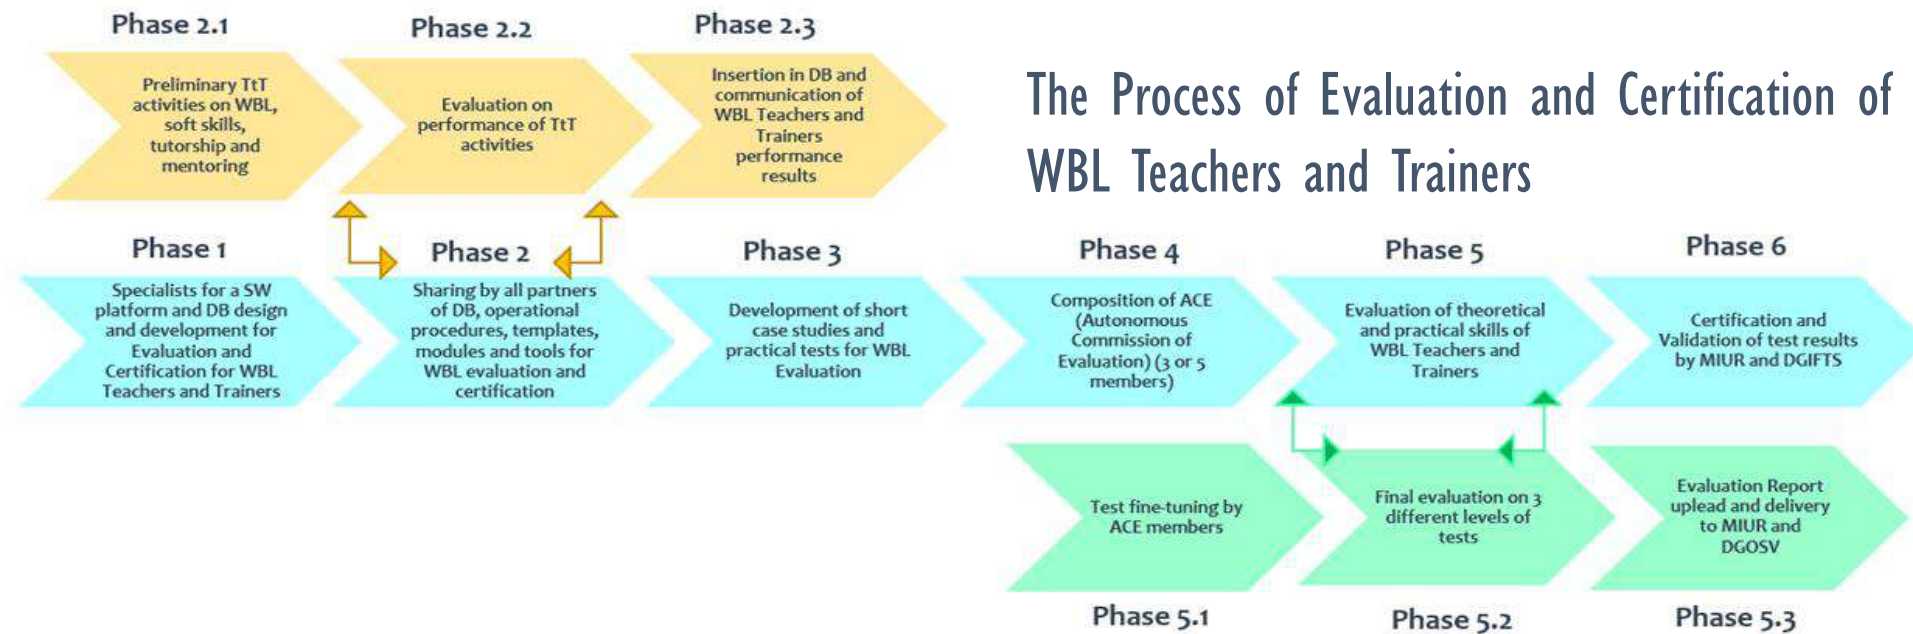 Phase 2.1
Preliminary TtT
activities on WBL,
soft skills,
tutorship and
mentoring
Phase 2.2
Evaluation on
performance of TtT
activities
Phase 2.3
Insertion in DB and
communication of
WBL Teachers and
Trainers
performance
results
The Process of Evaluation and Certification of
WBL Teachers and Trainers
Phase 1
Specialists for a SW
platform and DB design
and development for
Evaluation and
Certification for WBL
Teachers and Trainers
Phase 2
Sharing by all partners
of DB, operational
procedures, templates,
modules and tools for
WBL evaluation and
certification
Phase 3
Development of short
case studies and
practical tests for WBL
Evaluation
Phase 4
Composition of ACE
(Autonomous
Commission of
Evaluation) (3 or 5
members)
Phase 5
Evaluation of theoretical
and practical skills of
WBL Teachers and
Trainers
Phase 6
Certification and
Validation of test results
by MIUR and DGIFTS
Test fine-tuning by
ACE members
Phase 5.1
Final evaluation on 3
different levels of
tests
Phase 5.2
Evaluation Report
uplead and delivery
to MIUR and
DGOSV
Phase 5.3